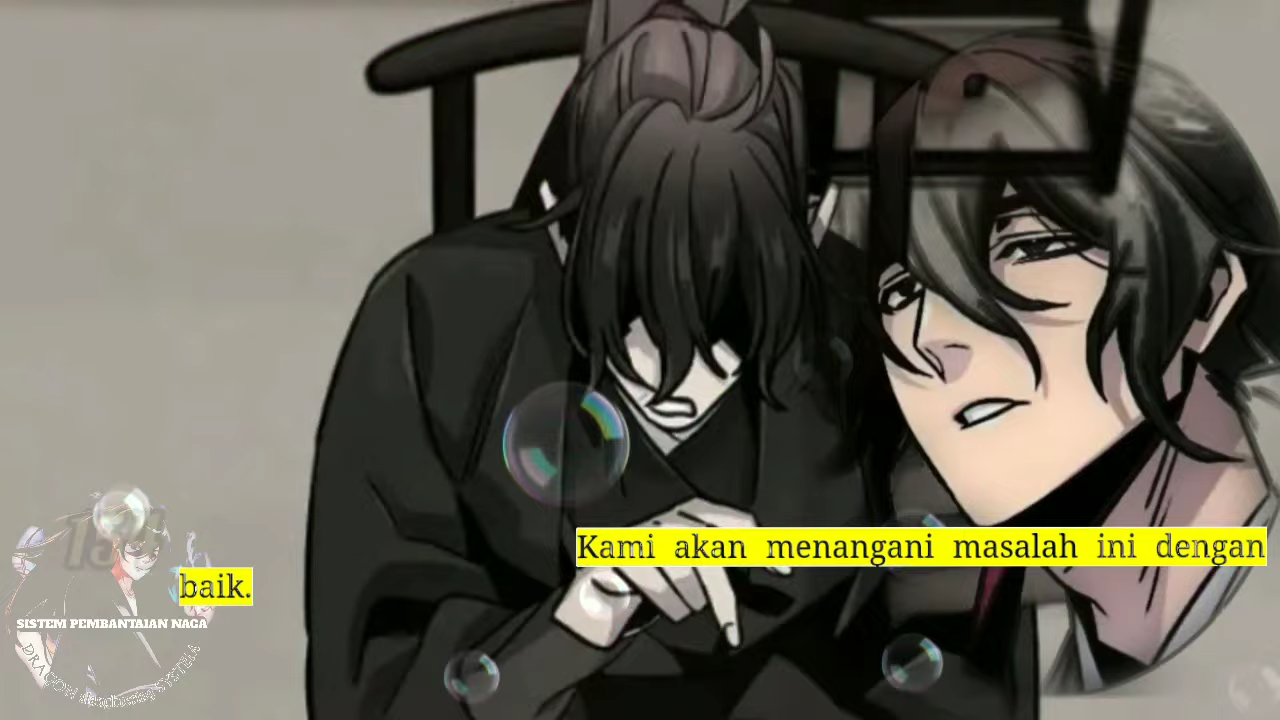 Kami akan menangani masalah ini dengan
baik.
SISTEM PEMBANTAIAN NAGA